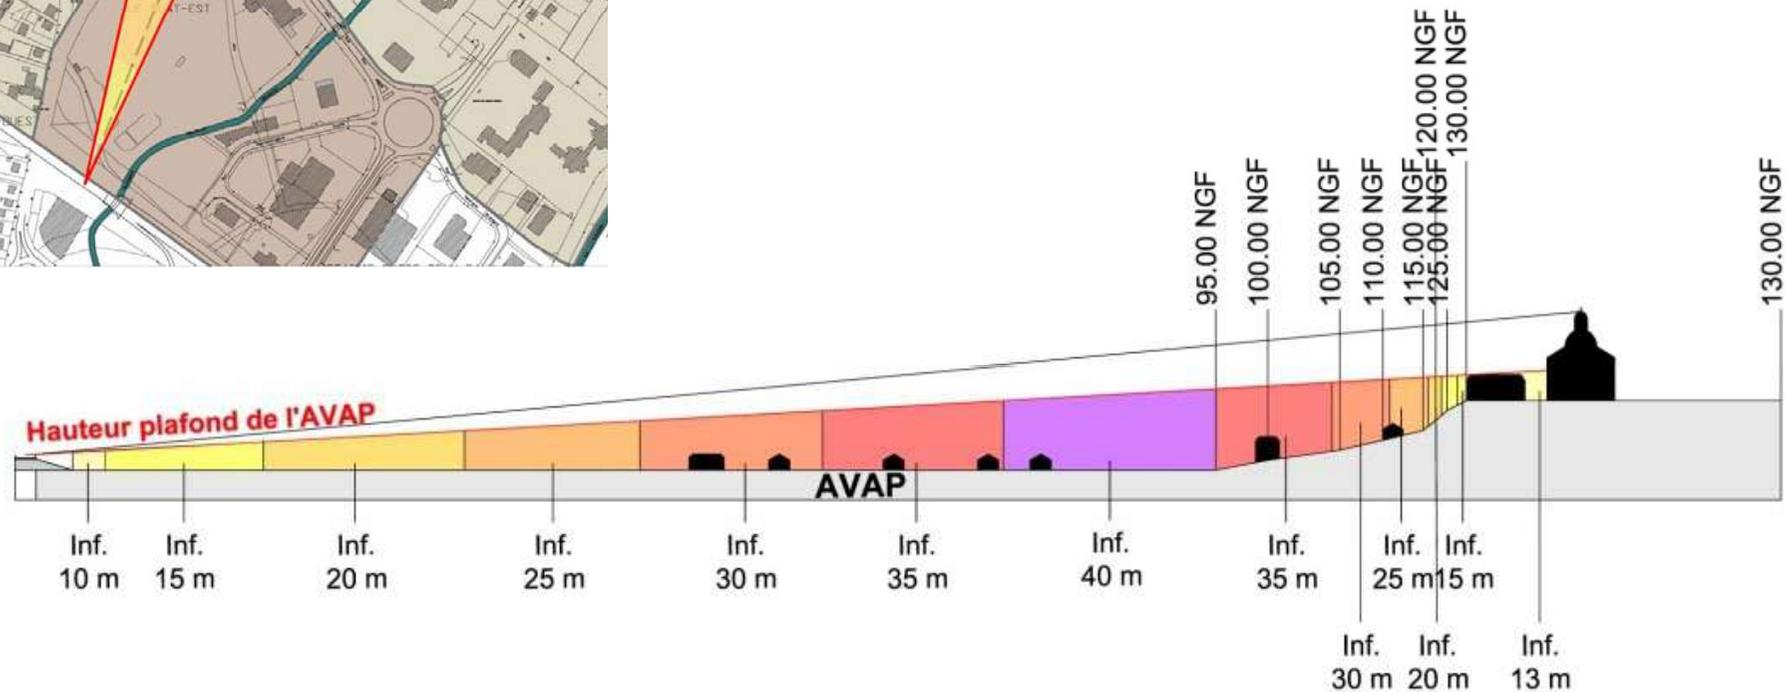 AT-EST
OUEST
120.00 NGF
130.00 NGF
95.00 NGF
100.00 NGF
105.00 NGF
110.00 NGF
115.00 NGF
125.00 NGF
130.00 NGF
Hauteur plafond de l'AVAP
AVAP
Inf. 10 m
Inf. 15 m
Inf. 20 m
Inf. 25 m
Inf. 30 m
Inf. 35 m
Inf. 40 m
Inf. 35 m
Inf. 25 m
Inf. 15 m
Inf. 30 m
Inf. 20 m
Inf. 13 m